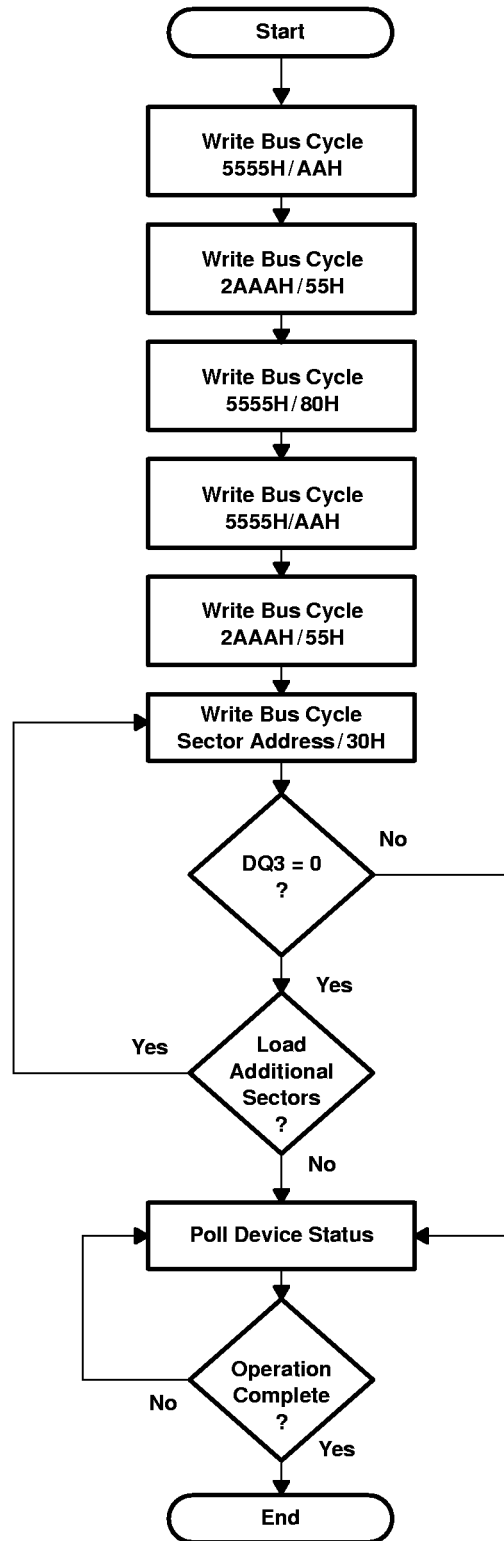 Start
Write Bus Cycle
5555H/AAH
Write Bus Cycle
2AAAH/55H
Write Bus Cycle
5555H/80H
Write Bus Cycle
5555H/AAH
Write Bus Cycle
2AAAH/55H
Write Bus Cycle
Sector Address/30H
No
DQ3 = 0
?
Yes
Yes
Load
Additional
Sectors
?
No
Poll Device Status
Operation
Complete
?
No
Yes
End